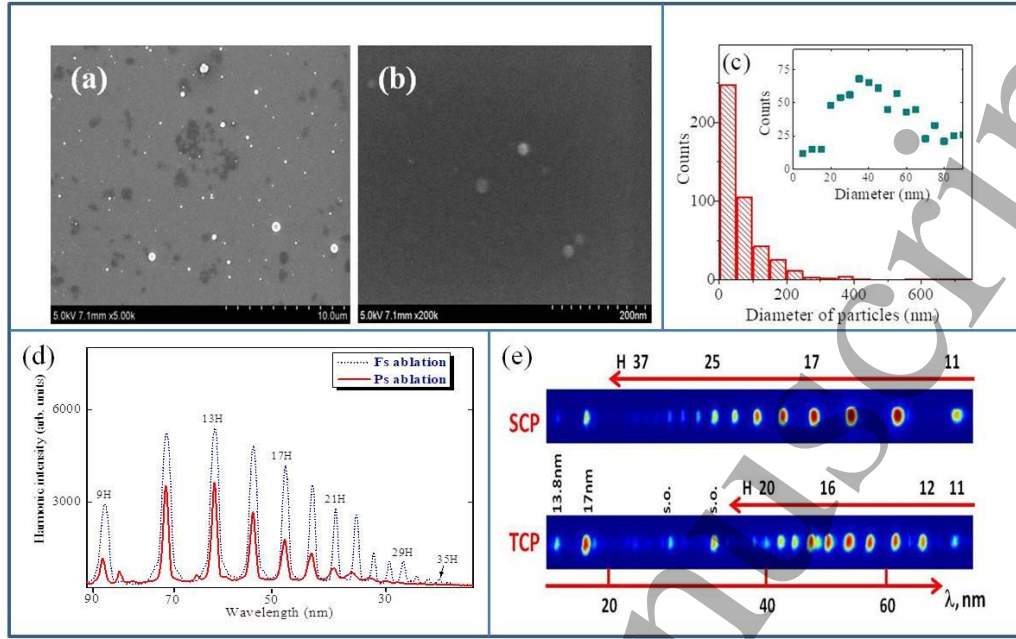 (a)
5.0kV 7.1mm x5.00k
10.0um
(b)
5.0kV 7.1mm x200k
200nm
(c)
Counts
200
100
0
0 200 400 600
Diameter of particles (nm)
Counts
75
50
25
0
0 20 40 60 80
Diameter (nm)
(d)
Harmonic intensity (arb. units)
6000
3000
Fs ablation
Ps ablation
9H
13H
17H
21H
29H
35H
90 70 50 30
Wavelength (nm)
(e)
H 37 25 17 11
SCP
13.8nm
17nm
s.o.
s.o.
H 20 16 12 11
TCP
20 40 60 λ, nm